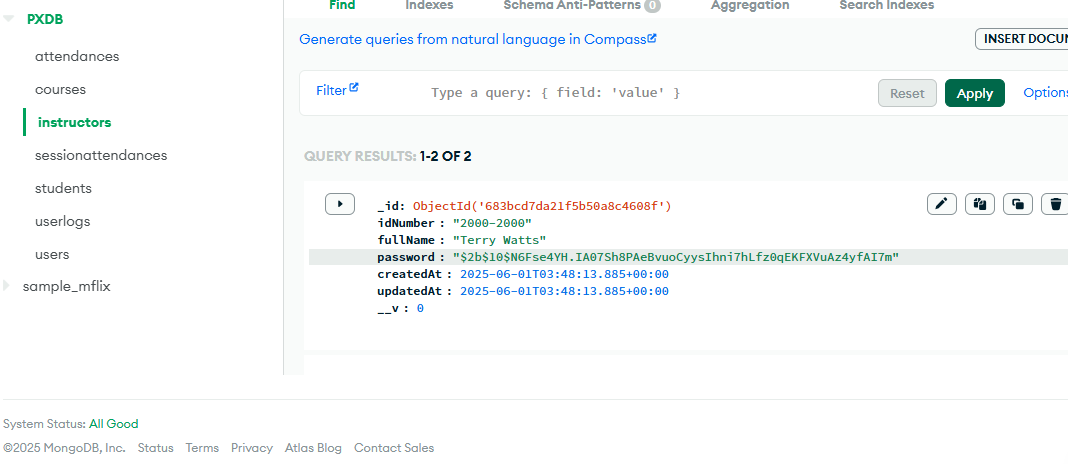 PXDB
attendances
courses
instructors
sessionattendances
students
userlogs
users
sample_mflix
Find Indexes Schema Anti-Patterns 0 Aggregation Search Indexes
Generate queries from natural language in Compass
INSERT DOCUM
Filter Type a query: { field: 'value' } Reset Apply Options
QUERY RESULTS: 1-2 OF 2
_id: ObjectId('683bcd7da21f5b50a8c4608f')
idNumber : "2000-2000"
fullName : "Terry Watts"
password : "$2b$10$N6Fse4YH.IA07Sh8PAeBvuoCyysIhni7hLfz0qEKFXVuAz4yfAI7m"
createdAt : 2025-06-01T03:48:13.885+00:00
updatedAt : 2025-06-01T03:48:13.885+00:00
__v : 0
System Status: All Good
©2025 MongoDB, Inc. Status Terms Privacy Atlas Blog Contact Sales